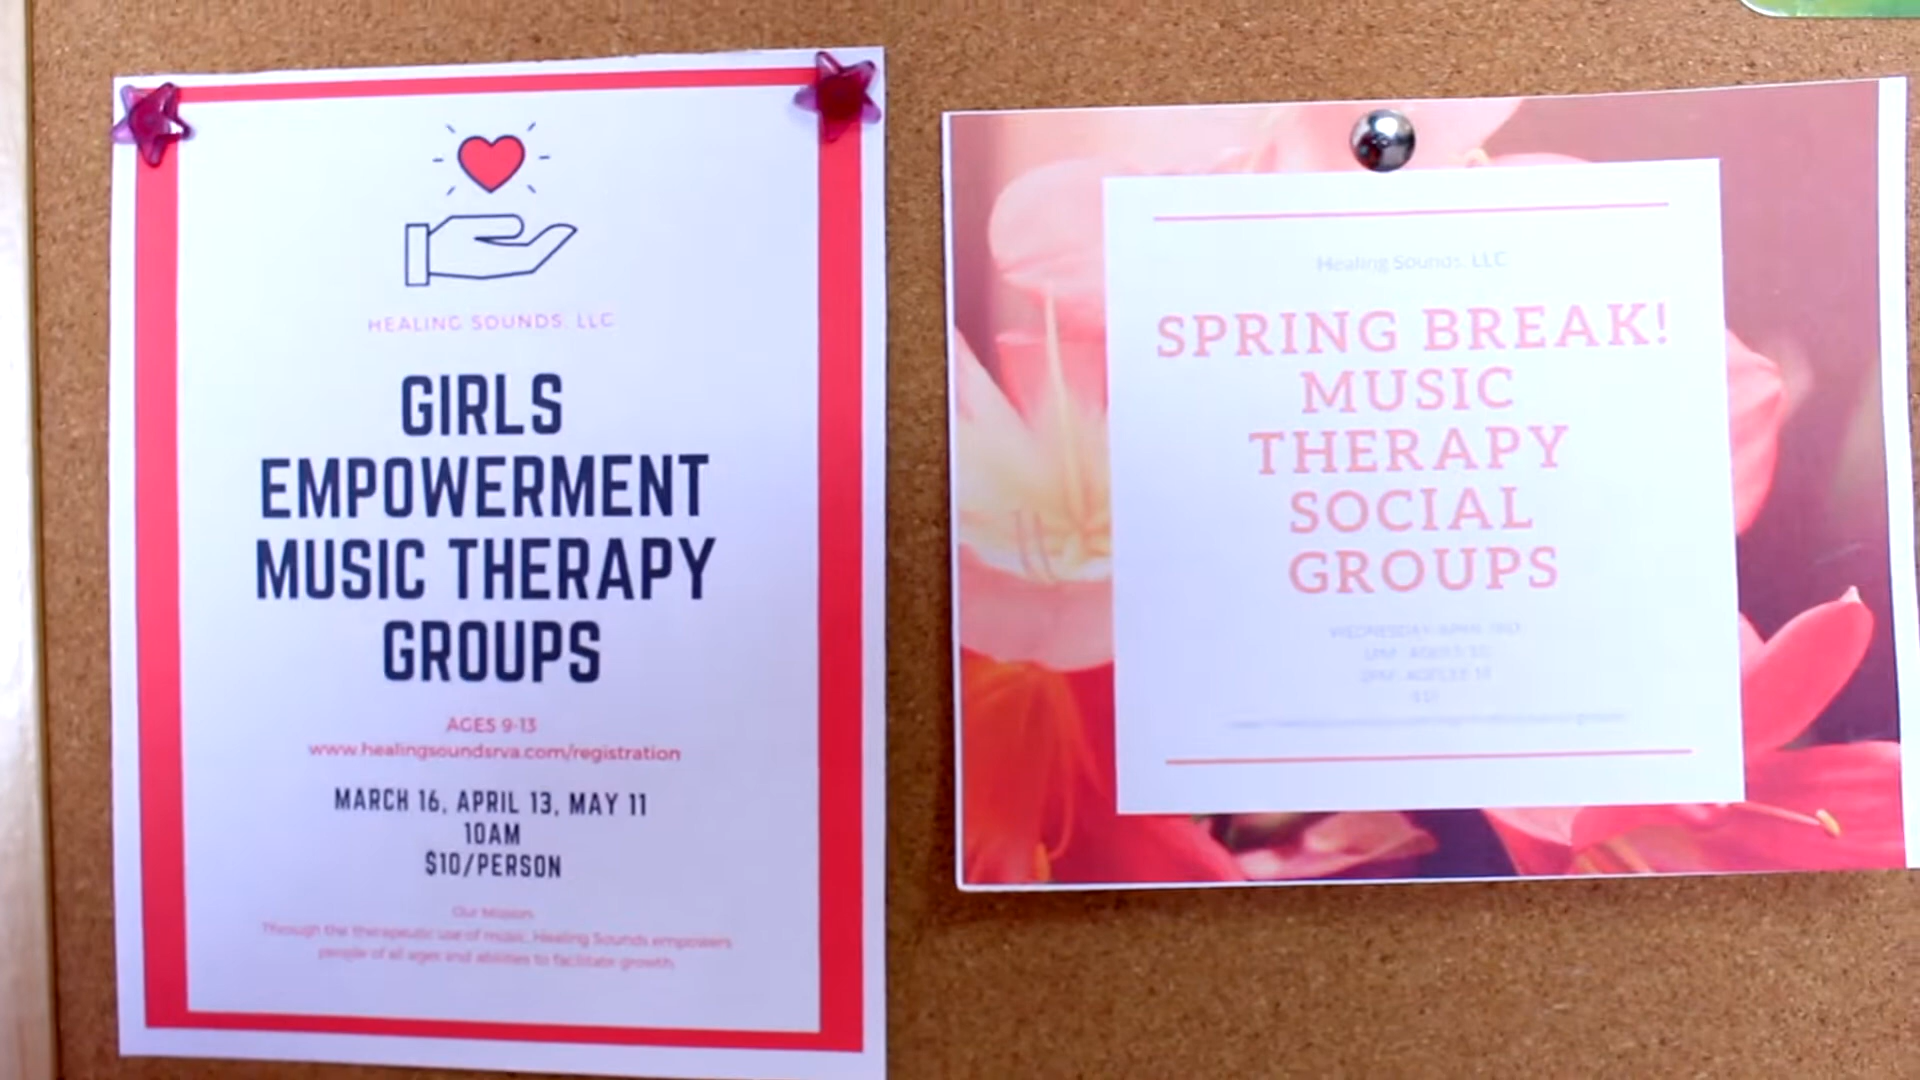 HEALING SOUNDS, LLC
GIRLS
EMPOWERMENT
MUSIC THERAPY
GROUPS
AGES 9-13
www.healingsoundsrva.com/registration
MARCH 16, APRIL 13, MAY 11
10AM
$10/PERSON
Our Mission
Through the therapeutic use of music, Healing Sounds empowers
people of all ages and abilities to facilitate growth.
Healing Sounds, LLC
SPRING BREAK!
MUSIC
THERAPY
SOCIAL
GROUPS
WEDNESDAY APRIL